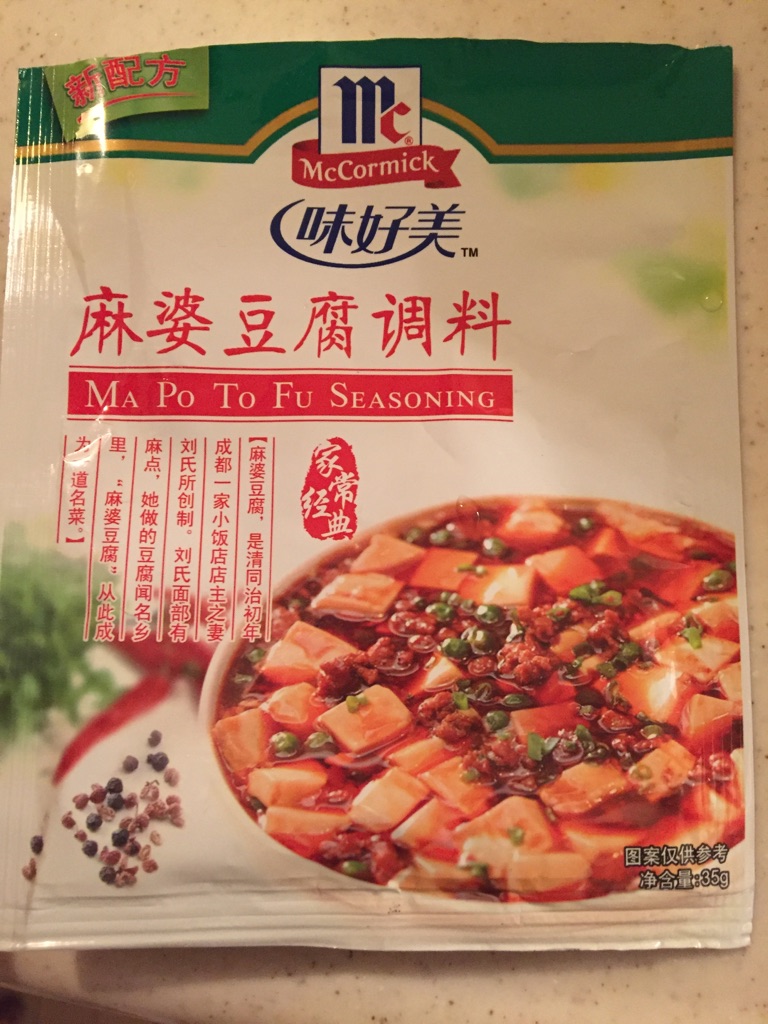 新配方
Mc®
McCormick
味好美™
麻婆豆腐调料
MA PO TO FU SEASONING
【麻婆豆腐，是清同治初年
成都一家小饭店店主之妻
刘氏所创制。刘氏面部有
麻点，她做的豆腐闻名乡
里，“麻婆豆腐”从此成
为一道名菜。】
家常
经典
图案仅供参考
净含量:35g